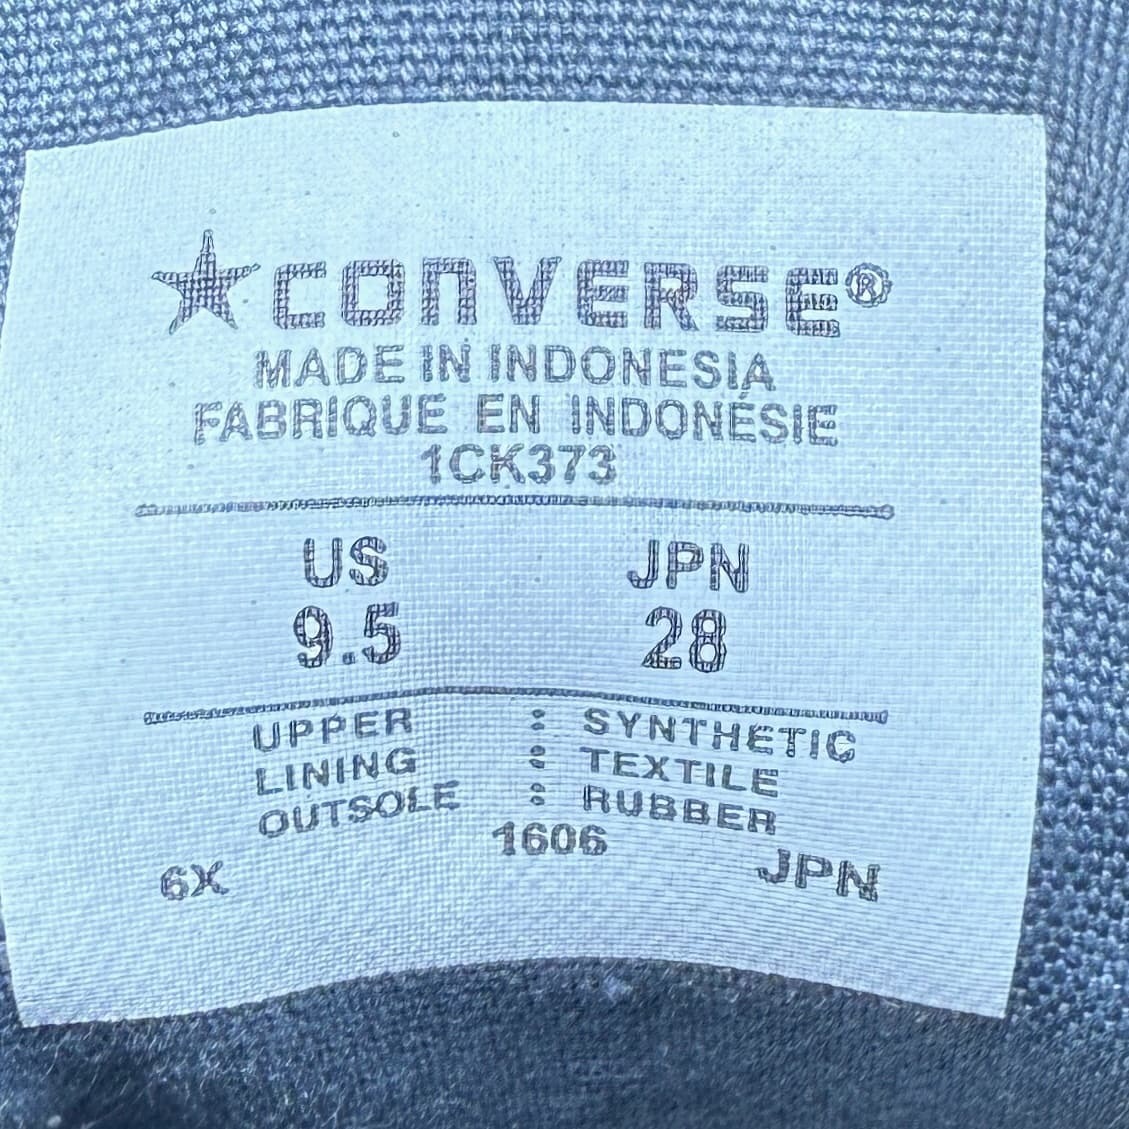 CONVERSE®
MADE IN INDONESIA
FABRIQUE EN INDONÉSIE
1CK373
US JPN
9.5 28
UPPER : SYNTHETIC
LINING : TEXTILE
OUTSOLE : RUBBER
1606
6X JPN